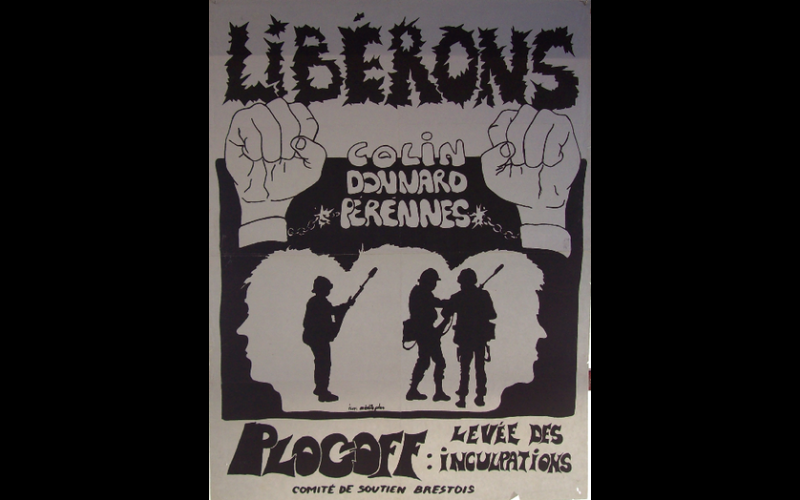 LiBÉRONS
COLiN
DONNARD
PÉRENNES
PLOGOFF : LEVÉE DES
iNCULPATIONS
COMITÉ DE SOUTIEN BRESTOIS